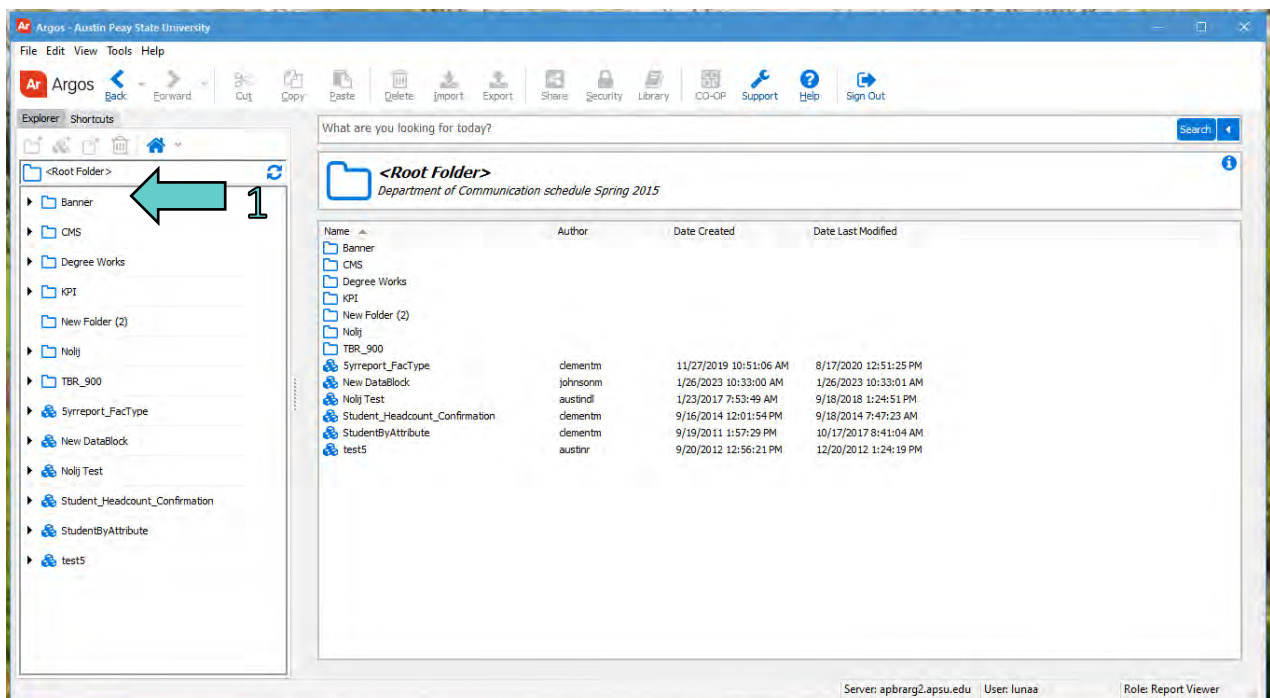 Ar Argos - Austin Peay State University
File Edit View Tools Help
Ar Argos Back Forward Cut Copy Paste Delete Import Export Share Security Library CO-OP Support Help Sign Out
Explorer Shortcuts
What are you looking for today? Search
<Root Folder>
1
Banner
CMS
Degree Works
KPI
New Folder (2)
Nolij
TBR_900
5yrreport_FacType
New DataBlock
Nolij Test
Student_Headcount_Confirmation
StudentByAttribute
test5
<Root Folder>
Department of Communication schedule Spring 2015
Name Author Date Created Date Last Modified
Banner
CMS
Degree Works
KPI
New Folder (2)
Nolij
TBR_900
5yrreport_FacType clementm 11/27/2019 10:51:06 AM 8/17/2020 12:51:25 PM
New DataBlock johnsonm 1/26/2023 10:33:00 AM 1/26/2023 10:33:01 AM
Nolij Test austindl 1/23/2017 7:53:49 AM 9/18/2018 1:24:51 PM
Student_Headcount_Confirmation clementm 9/16/2014 12:01:54 PM 9/18/2014 7:47:23 AM
StudentByAttribute clementm 9/19/2011 1:57:29 PM 10/17/2017 8:41:04 AM
test5 austinr 9/20/2012 12:56:21 PM 12/20/2012 1:24:19 PM
Server: apbrarg2.apsu.edu User: lunaa Role: Report Viewer